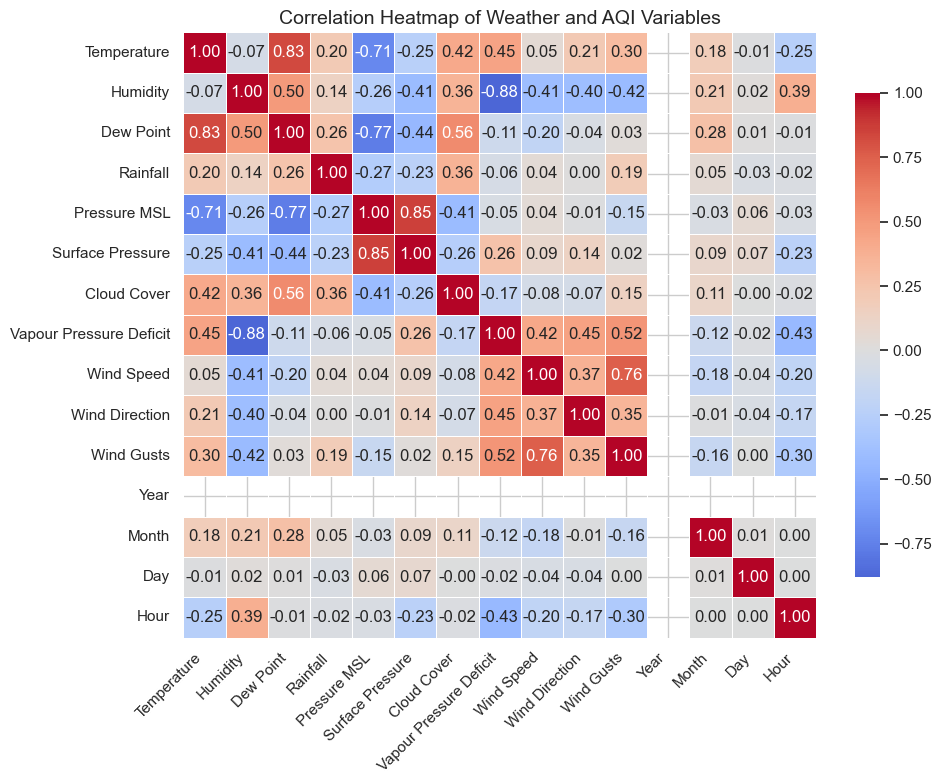 Correlation Heatmap of Weather and AQI Variables
Temperature 1.00 -0.07 0.83 0.20 -0.71 -0.25 0.42 0.45 0.05 0.21 0.30 0.18 -0.01 -0.25
Humidity -0.07 1.00 0.50 0.14 -0.26 -0.41 0.36 -0.88 -0.41 -0.40 -0.42 0.21 0.02 0.39
Dew Point 0.83 0.50 1.00 0.26 -0.77 -0.44 0.56 -0.11 -0.20 -0.04 0.03 0.28 0.01 -0.01
Rainfall 0.20 0.14 0.26 1.00 -0.27 -0.23 0.36 -0.06 0.04 0.00 0.19 0.05 -0.03 -0.02
Pressure MSL -0.71 -0.26 -0.77 -0.27 1.00 0.85 -0.41 -0.05 0.04 -0.01 -0.15 -0.03 0.06 -0.03
Surface Pressure -0.25 -0.41 -0.44 -0.23 0.85 1.00 -0.26 0.26 0.09 0.14 0.02 0.09 0.07 -0.23
Cloud Cover 0.42 0.36 0.56 0.36 -0.41 -0.26 1.00 -0.17 -0.08 -0.07 0.15 0.11 -0.00 -0.02
Vapour Pressure Deficit 0.45 -0.88 -0.11 -0.06 -0.05 0.26 -0.17 1.00 0.42 0.45 0.52 -0.12 -0.02 -0.43
Wind Speed 0.05 -0.41 -0.20 0.04 0.04 0.09 -0.08 0.42 1.00 0.37 0.76 -0.18 -0.04 -0.20
Wind Direction 0.21 -0.40 -0.04 0.00 -0.01 0.14 -0.07 0.45 0.37 1.00 0.35 -0.01 -0.04 -0.17
Wind Gusts 0.30 -0.42 0.03 0.19 -0.15 0.02 0.15 0.52 0.76 0.35 1.00 -0.16 0.00 -0.30
Year
Month 0.18 0.21 0.28 0.05 -0.03 0.09 0.11 -0.12 -0.18 -0.01 -0.16 1.00 0.01 0.00
Day -0.01 0.02 0.01 -0.03 0.06 0.07 -0.00 -0.02 -0.04 -0.04 0.00 0.01 1.00 0.00
Hour -0.25 0.39 -0.01 -0.02 -0.03 -0.23 -0.02 -0.43 -0.20 -0.17 -0.30 0.00 0.00 1.00
Temperature
Humidity
Dew Point
Rainfall
Pressure MSL
Surface Pressure
Cloud Cover
Vapour Pressure Deficit
Wind Speed
Wind Direction
Wind Gusts
Year
Month
Day
Hour
1.00
0.75
0.50
0.25
0.00
−0.25
−0.50
−0.75